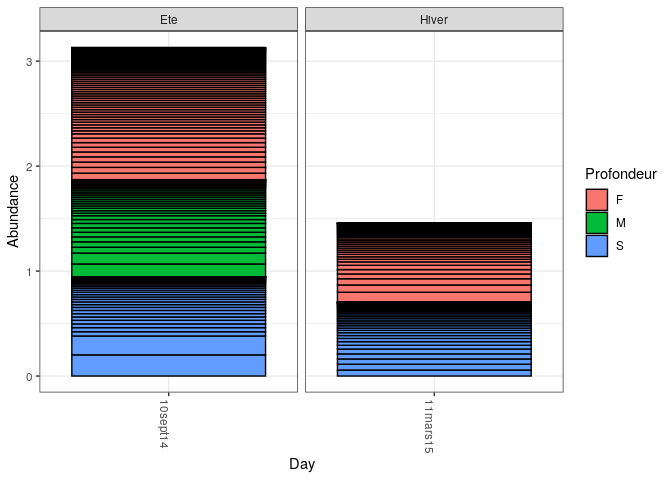 Ete
Hiver
Abundance
3
2
1
0
10sept14
11mars15
Day
Profondeur
F
M
S